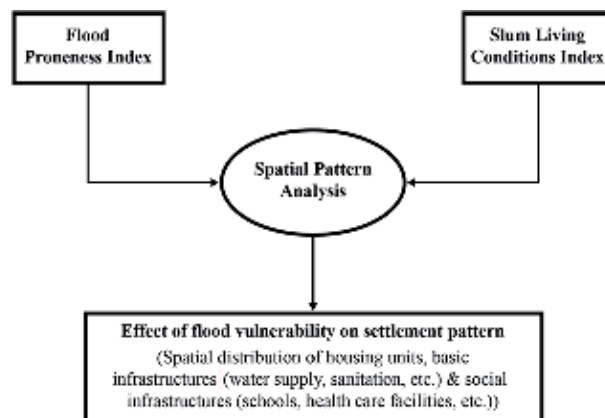 Flood
Proneness Index
Slum Living
Conditions Index
Spatial Pattern
Analysis
Effect of flood vulnerability on settlement pattern
(Spatial distribution of housing units, basic
infrastructures (water supply, sanitation, etc.) & social
infrastructures (schools, health care facilities, etc.))